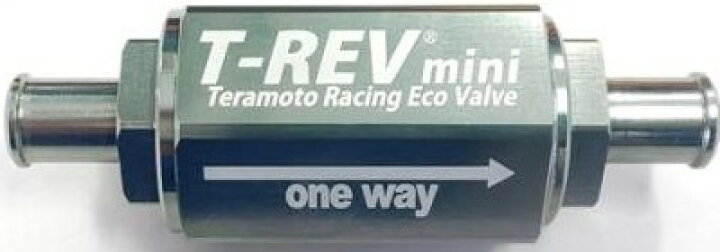 T-REV® mini
Teramoto Racing Eco Valve
one way